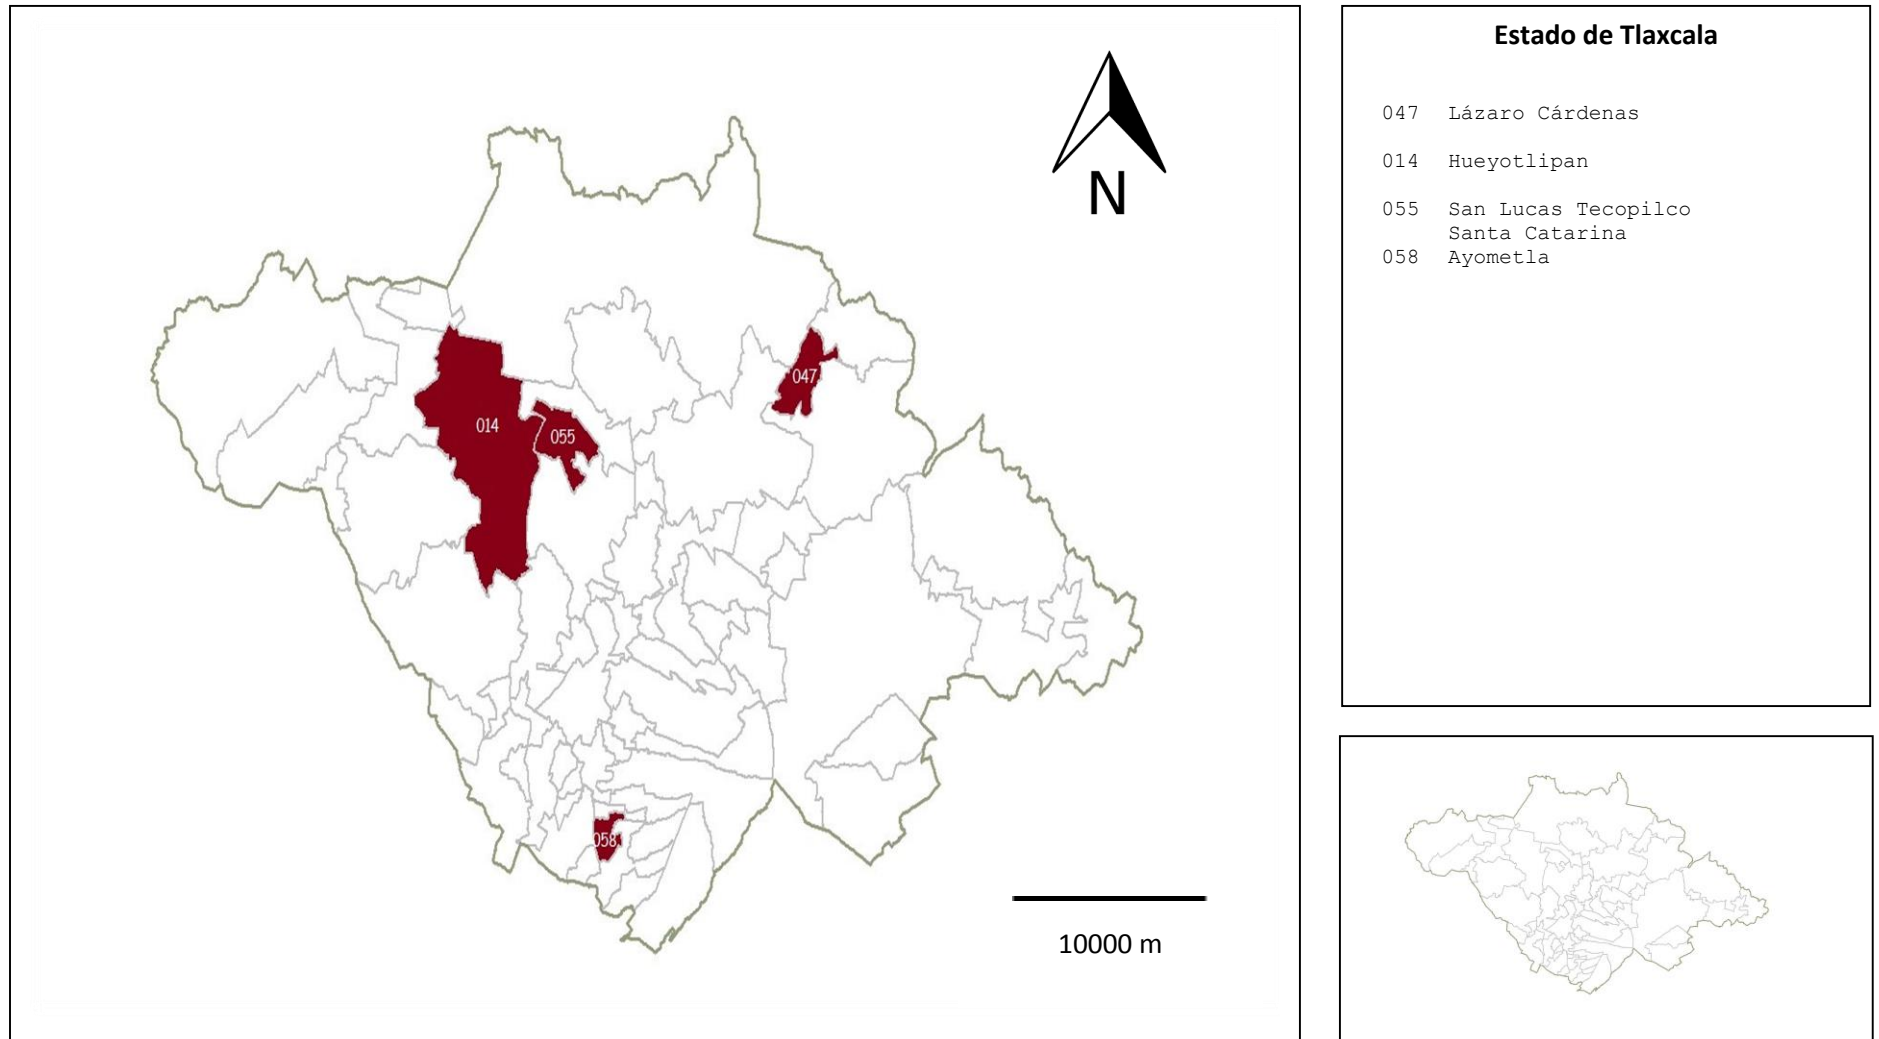 N
047
014
055
058
10000 m
Estado de Tlaxcala
047 Lázaro Cárdenas
014 Hueyotlipan
055 San Lucas Tecopilco
Santa Catarina
058 Ayometla